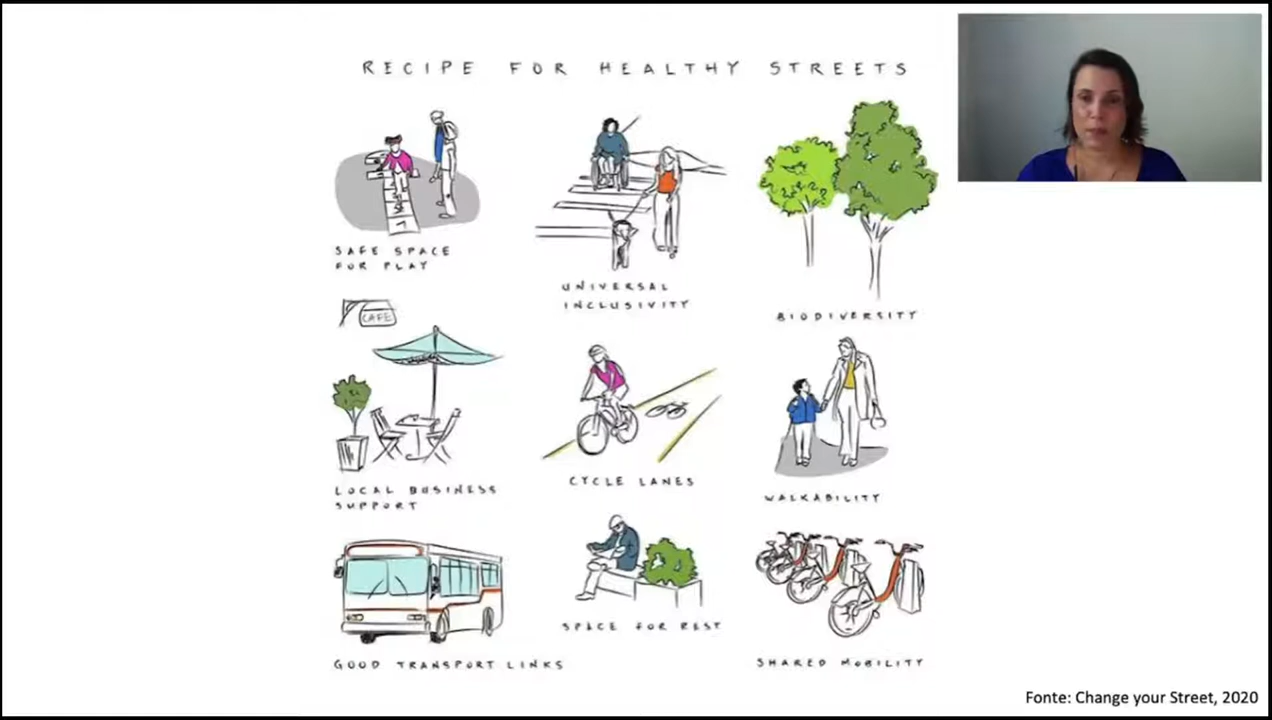 RECIPE FOR HEALTHY STREETS
SAFE SPACE
FOR PLAY
UNIVERSAL
INCLUSIVITY
BIODIVERSITY
CAFE
LOCAL BUSINESS
SUPPORT
CYCLE LANES
WALKABILITY
GOOD TRANSPORT LINKS
SPACE FOR REST
SHARED MOBILITY
Fonte: Change your Street, 2020